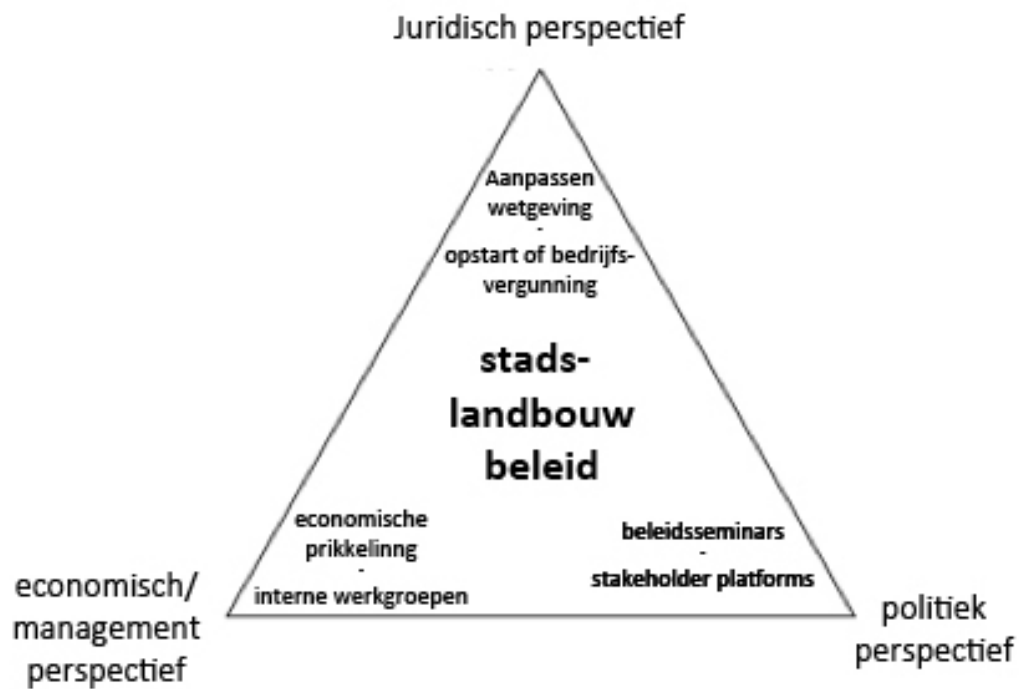 Juridisch perspectief
Aanpassen
wetgeving
-
opstart of bedrijfs-
vergunning
stads-
landbouw
beleid
economische
prikkelinng
-
interne werkgroepen
beleidsseminars
-
stakeholder platforms
economisch/
management
perspectief
politiek
perspectief